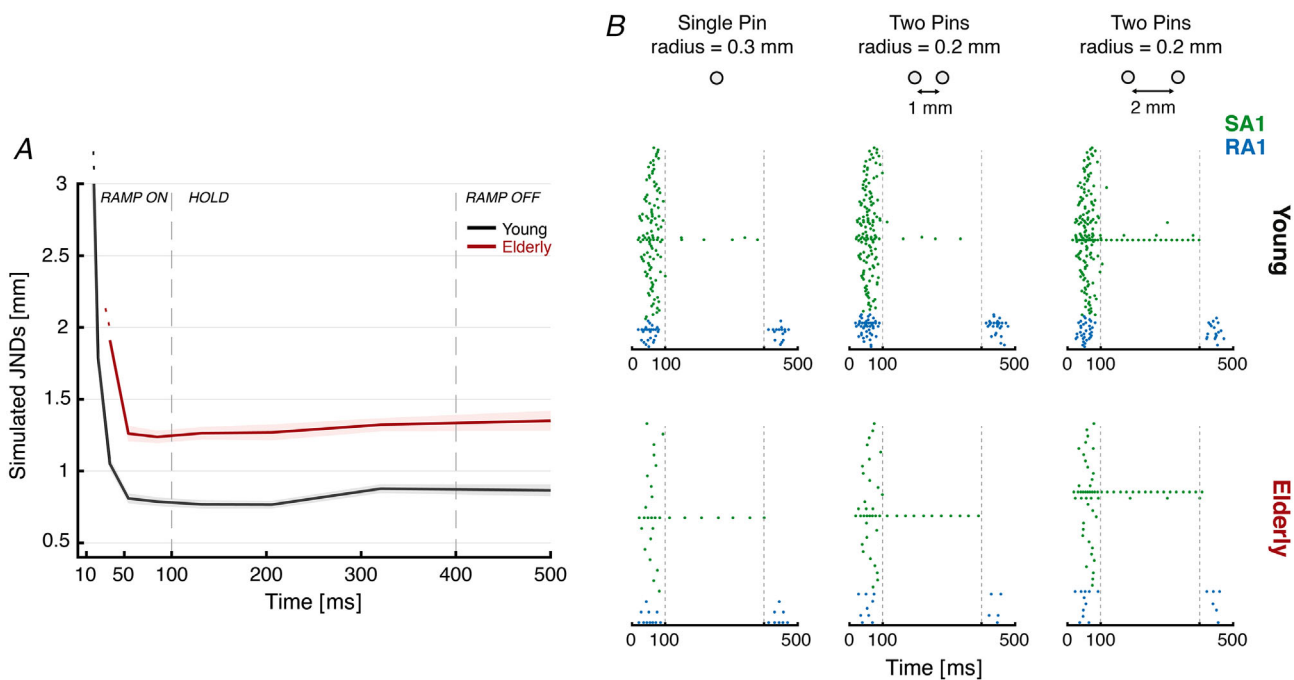 A
Simulated JNDs [mm]
3
2.5
2
1.5
1
0.5
RAMP ON
HOLD
RAMP OFF
Young
Elderly
10 50 100 200 300 400 500
Time [ms]
B
Single Pin
radius = 0.3 mm
Two Pins
radius = 0.2 mm
1 mm
Two Pins
radius = 0.2 mm
2 mm
SA1
RA1
Young
0 100 500
0 100 500
0 100 500
Elderly
0 100 500
0 100 500
0 100 500
Time [ms]